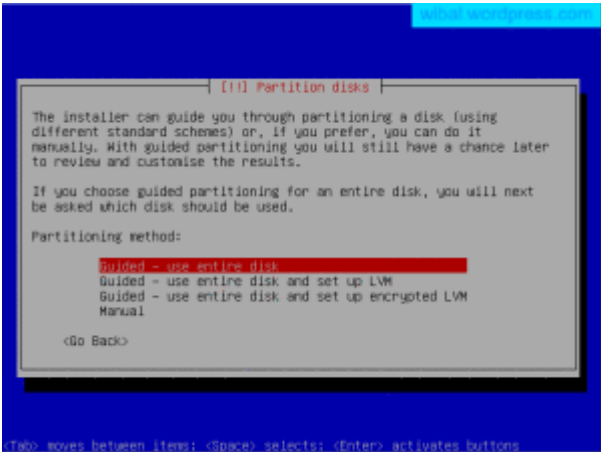 wibal.wordpress.com
[!!] Partition disks
The installer can guide you through partitioning a disk (using
different standard schemes) or, if you prefer, you can do it
manually. With guided partitioning you will still have a chance later
to review and customise the results.
If you choose guided partitioning for an entire disk, you will next
be asked which disk should be used.
Partitioning method:
Guided - use entire disk
Guided - use entire disk and set up LVM
Guided - use entire disk and set up encrypted LVM
Manual
<Go Back>
<Tab> moves between items; <Space> selects; <Enter> activates buttons